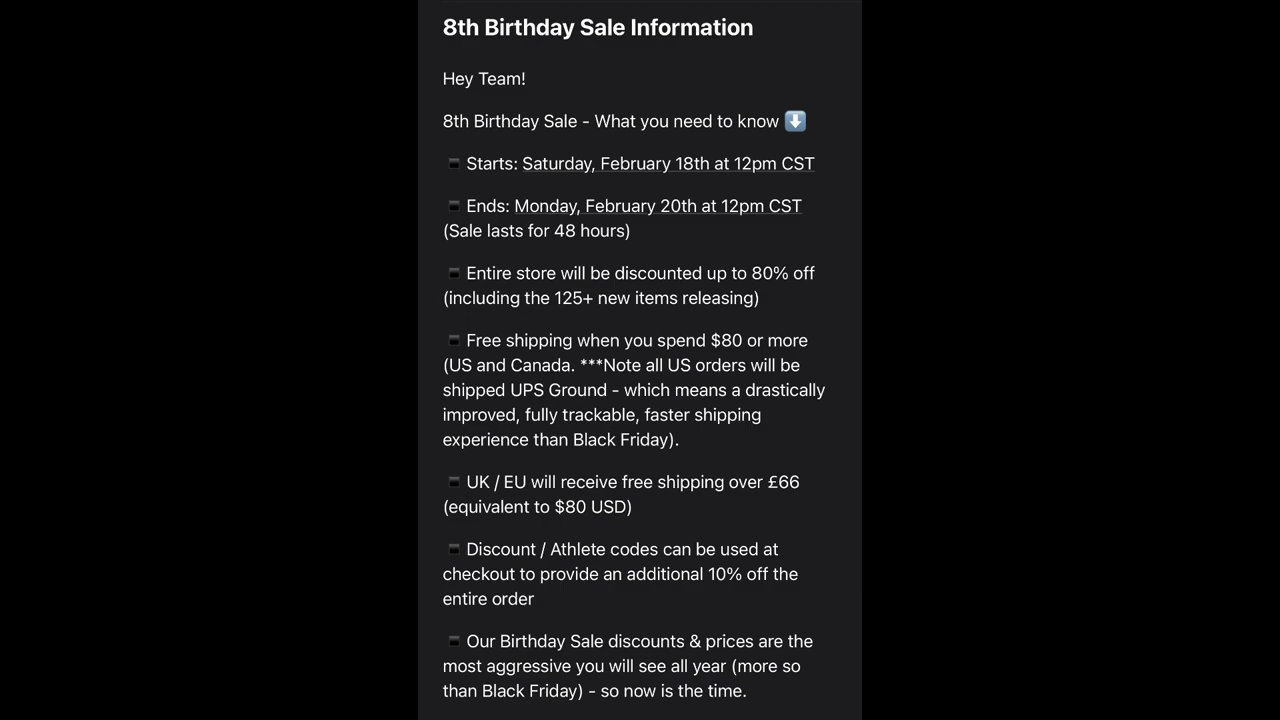 8th Birthday Sale Information
Hey Team!
8th Birthday Sale - What you need to know ⬇️
▪️Starts: Saturday, February 18th at 12pm CST
▪️Ends: Monday, February 20th at 12pm CST
(Sale lasts for 48 hours)
▪️Entire store will be discounted up to 80% off
(including the 125+ new items releasing)
▪️Free shipping when you spend $80 or more
(US and Canada. ***Note all US orders will be
shipped UPS Ground - which means a drastically
improved, fully trackable, faster shipping
experience than Black Friday).
▪️UK / EU will receive free shipping over £66
(equivalent to $80 USD)
▪️Discount / Athlete codes can be used at
checkout to provide an additional 10% off the
entire order
▪️Our Birthday Sale discounts & prices are the
most aggressive you will see all year (more so
than Black Friday) - so now is the time.